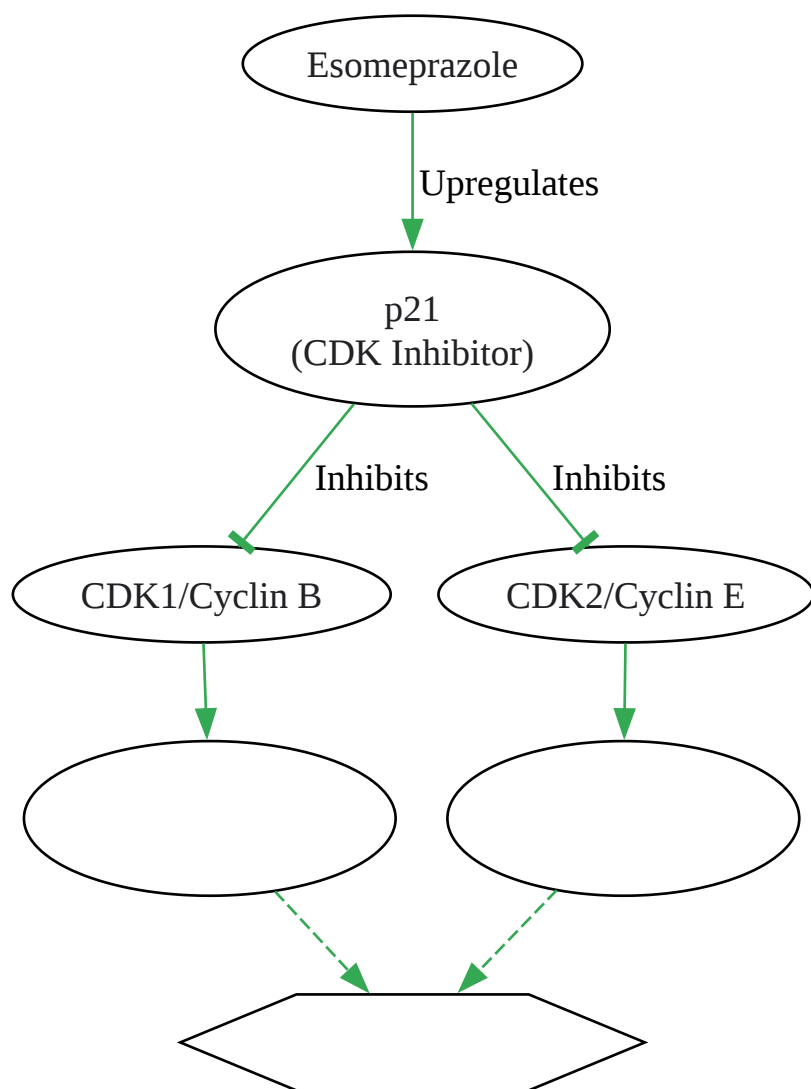 Esomeprazole
Upregulates
p21
(CDK Inhibitor)
Inhibits
Inhibits
CDK1/Cyclin B
CDK2/Cyclin E